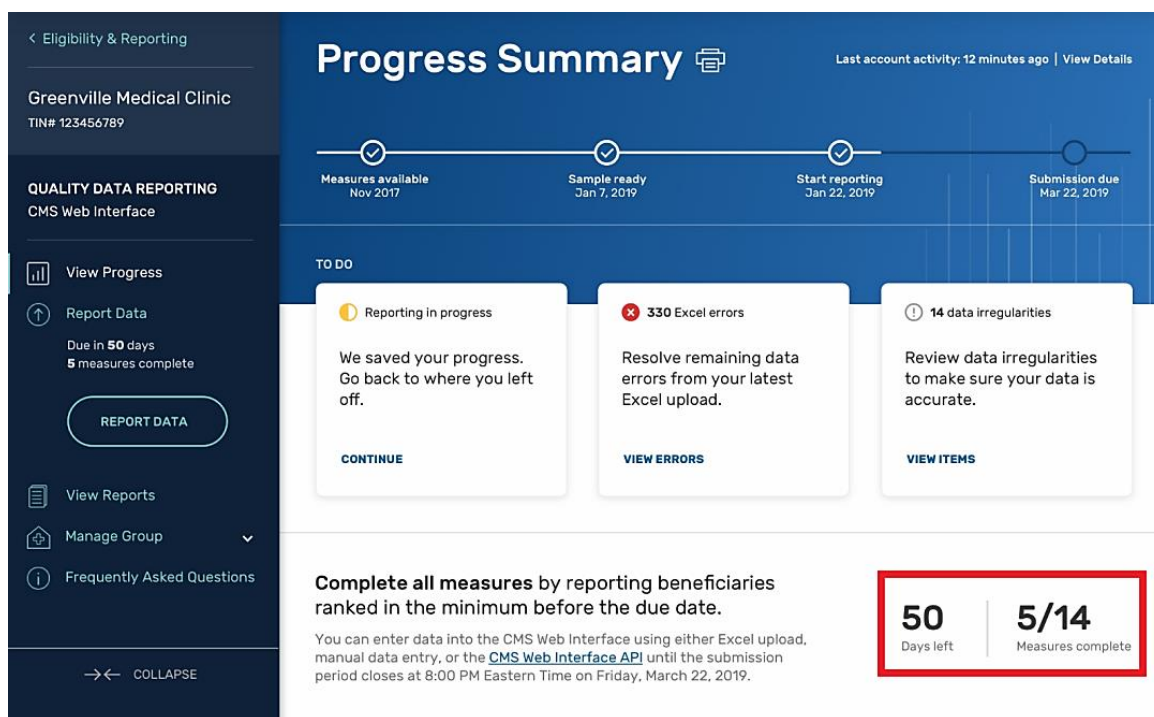 < Eligibility & Reporting
Greenville Medical Clinic
TIN# 123456789
QUALITY DATA REPORTING
CMS Web Interface
View Progress
Report Data
Due in 50 days
5 measures complete
REPORT DATA
View Reports
Manage Group
Frequently Asked Questions
COLLAPSE
Progress Summary
Last account activity: 12 minutes ago | View Details
Measures available
Nov 2017
Sample ready
Jan 7, 2019
Start reporting
Jan 22, 2019
Submission due
Mar 22, 2019
TO DO
Reporting in progress
We saved your progress.
Go back to where you left
off.
CONTINUE
330 Excel errors
Resolve remaining data
errors from your latest
Excel upload.
VIEW ERRORS
14 data irregularities
Review data irregularities
to make sure your data is
accurate.
VIEW ITEMS
Complete all measures by reporting beneficiaries
ranked in the minimum before the due date.
You can enter data into the CMS Web Interface using either Excel upload,
manual data entry, or the CMS Web Interface API until the submission
period closes at 8:00 PM Eastern Time on Friday, March 22, 2019.
50
Days left
5/14
Measures complete